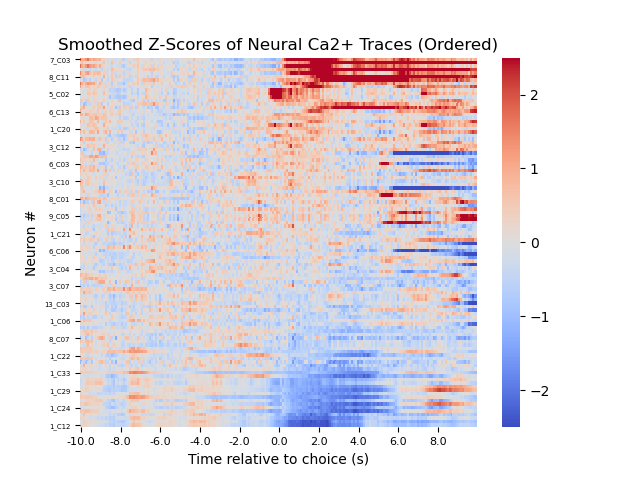 Smoothed Z-Scores of Neural Ca2+ Traces (Ordered)
7_C03
8_C11
5_C02
6_C13
1_C20
3_C12
6_C03
3_C10
8_C01
9_C05
1_C21
6_C06
3_C04
3_C07
13_C03
1_C06
8_C07
1_C22
1_C33
1_C29
1_C24
1_C12
Neuron #
-10.0 -8.0 -6.0 -4.0 -2.0 0.0 2.0 4.0 6.0 8.0
Time relative to choice (s)
2
1
0
−1
−2